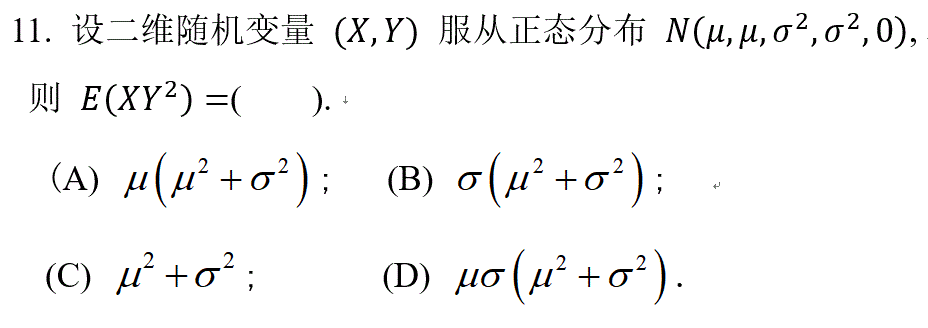 11. 设二维随机变量 (X,Y) 服从正态分布 N(μ,μ,σ²,σ²,0),
则 E(XY²) =(    ).
(A) μ(μ²+σ²) ;    (B) σ(μ²+σ²) ;
(C) μ²+σ² ;    (D) μσ(μ²+σ²) .